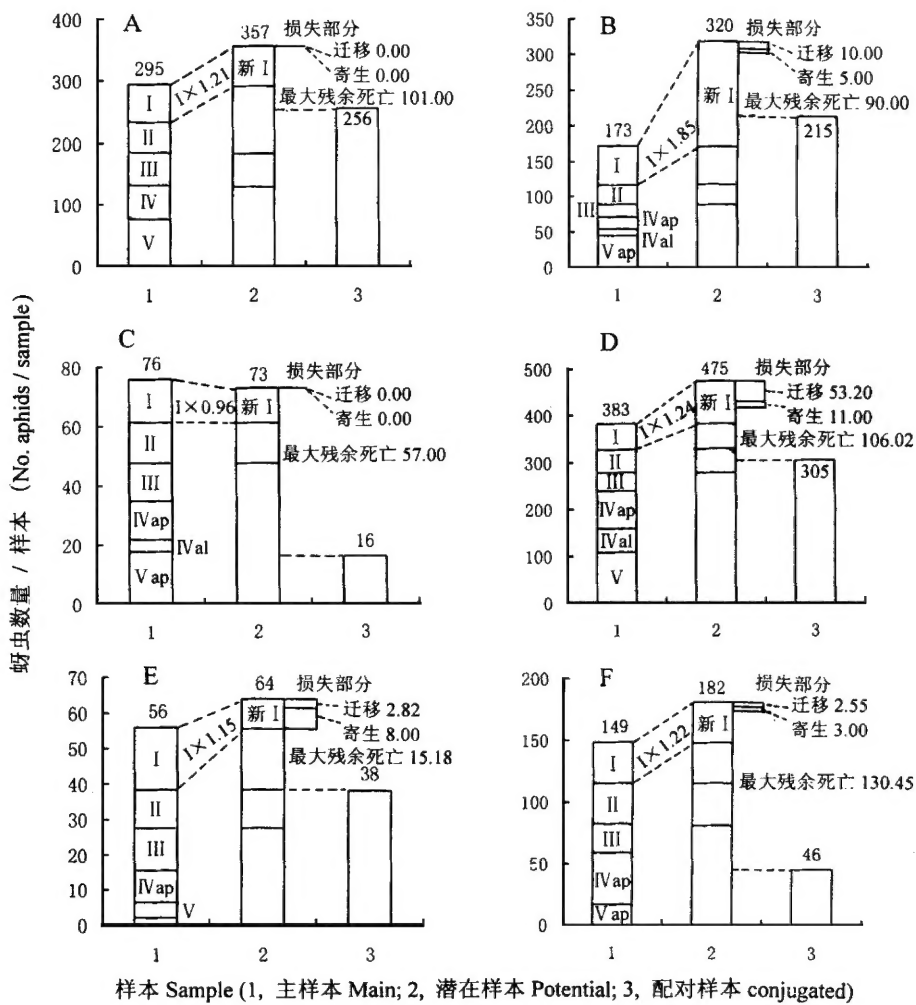 蚜虫数量 / 样本 (No. aphids / sample)
A
400
300
200
100
0
295
357
I
II
III
IV
V
I×1.21
新 I
损失部分
迁移 0.00
寄生 0.00
最大残余死亡 101.00
256
1 2 3
B
350
300
250
200
150
100
50
0
173
320
I
II
III
IVap
IVal
Vap
I×1.85
新 I
损失部分
迁移 10.00
寄生 5.00
最大残余死亡 90.00
215
1 2 3
C
80
60
40
20
0
76
73
I
II
III
IVap
IVal
Vap
I×0.96
新 I
损失部分
迁移 0.00
寄生 0.00
最大残余死亡 57.00
16
1 2 3
D
500
400
300
200
100
0
383
475
I
II
III
IVap
IVal
V
I×1.24
新 I
损失部分
迁移 53.20
寄生 11.00
最大残余死亡 106.02
305
1 2 3
E
70
60
50
40
30
20
10
0
56
64
I
II
III
IVap
V
I×1.15
新 I
损失部分
迁移 2.82
寄生 8.00
最大残余死亡 15.18
38
1 2 3
F
200
150
100
50
0
149
182
I
II
III
IVap
Vap
I×1.22
新 I
损失部分
迁移 2.55
寄生 3.00
最大残余死亡 130.45
46
1 2 3
样本 Sample (1, 主样本 Main; 2, 潜在样本 Potential; 3, 配对样本 conjugated)